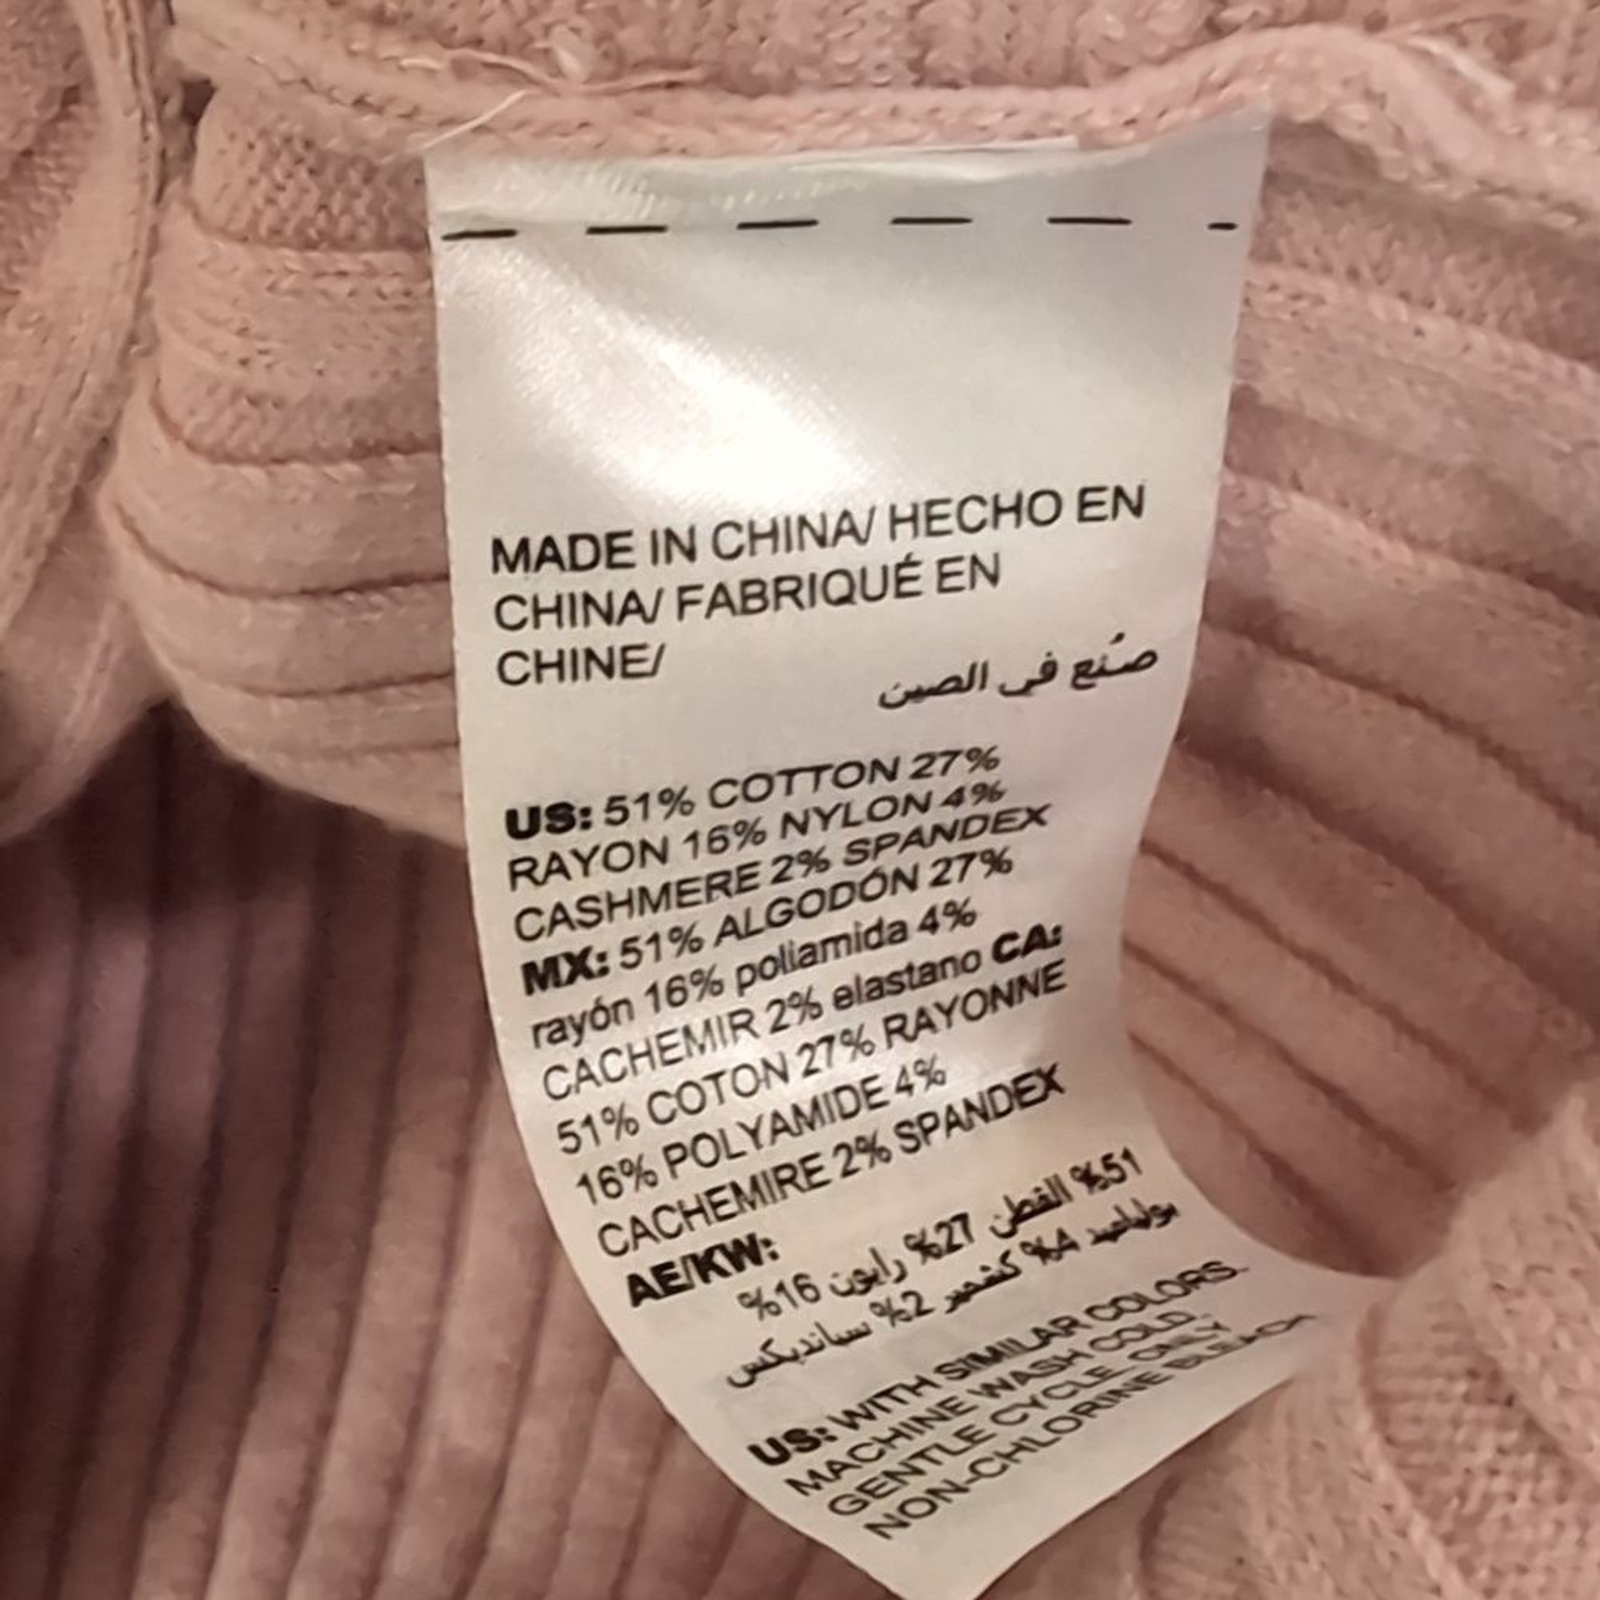 MADE IN CHINA/ HECHO EN
CHINA/ FABRIQUÉ EN
CHINE/
صُنع في الصين
US: 51% COTTON 27%
RAYON 16% NYLON 4%
CASHMERE 2% SPANDEX
MX: 51% ALGODÓN 27%
rayón 16% poliamida 4%
CACHEMIR 2% elastano CA:
51% COTON 27% RAYONNE
16% POLYAMIDE 4%
CACHEMIRE 2% SPANDEX
AE/KW:
%51 القطن %27 رايون %16
بولياميد %4 كشمير %2 سباندیکس
US: WITH SIMILAR COLORS.
MACHINE WASH COLD.
GENTLE CYCLE. ONLY
NON-CHLORINE BLEACH